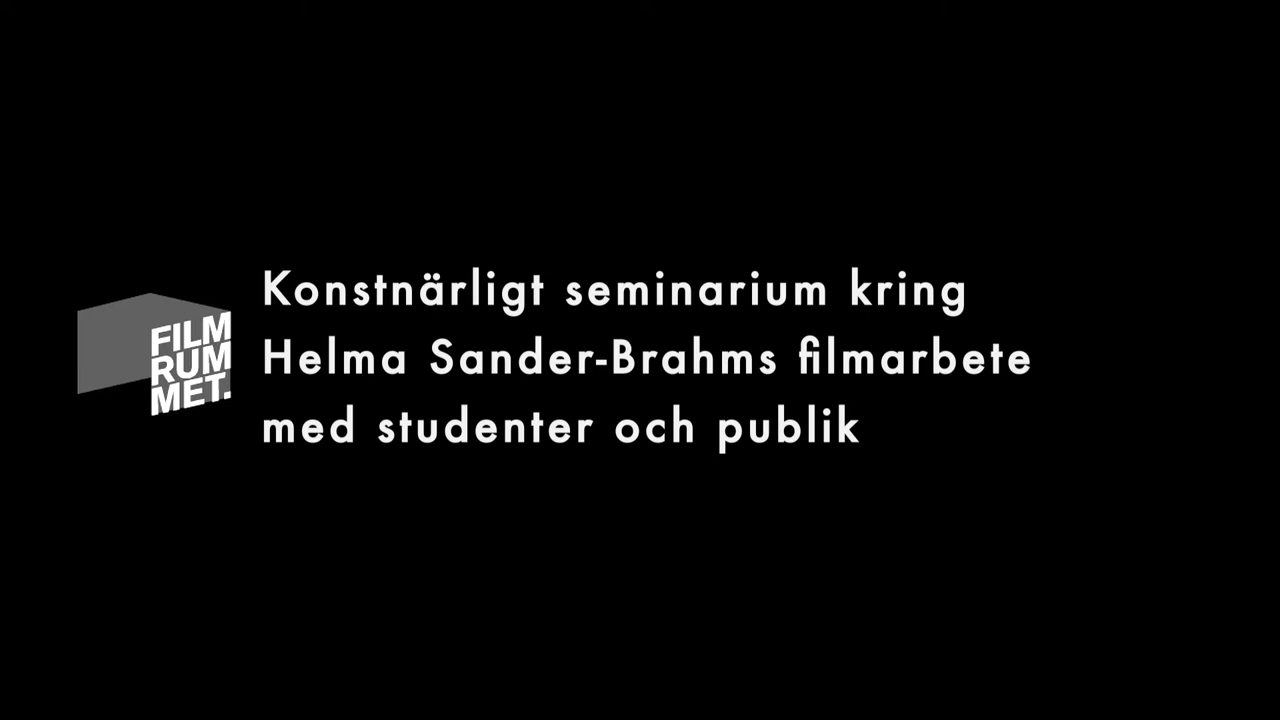 FILM
RUM
MET.
Konstnärligt seminarium kring
Helma Sander-Brahms filmarbete
med studenter och publik